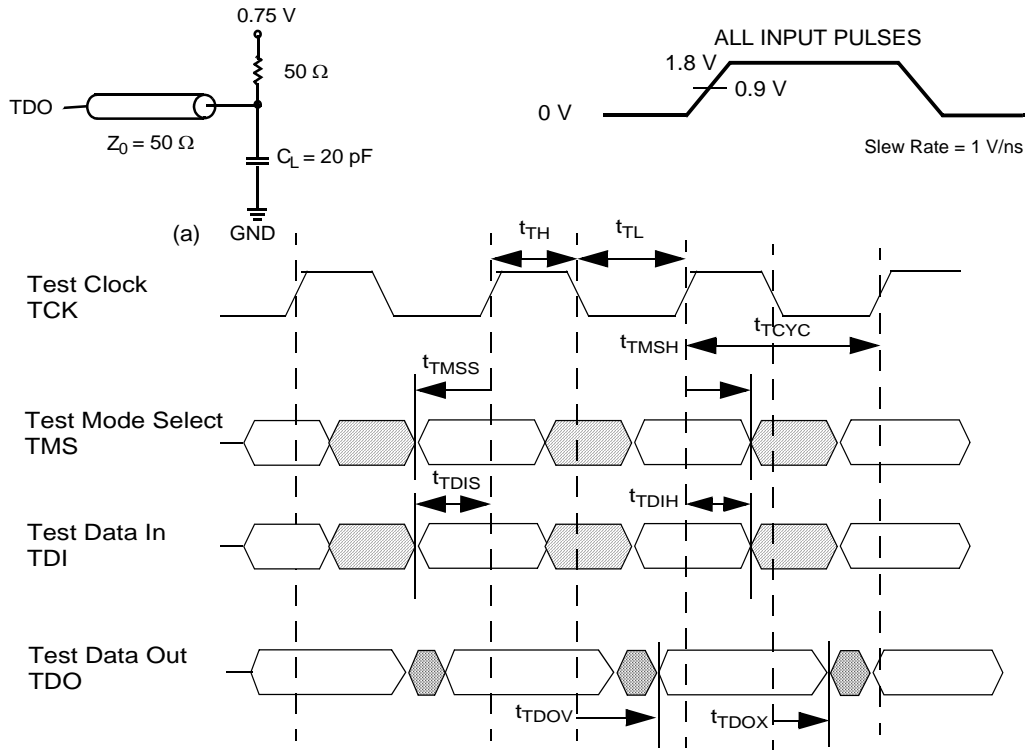 0.75 V
50 Ω
TDO
Z0 = 50 Ω
CL = 20 pF
(a) GND
ALL INPUT PULSES
1.8 V
0.9 V
0 V
Slew Rate = 1 V/ns
tTH
tTL
Test Clock
TCK
tTMSH
tTCYC
tTMSS
Test Mode Select
TMS
tTDIS
tTDIH
Test Data In
TDI
Test Data Out
TDO
tTDOV
tTDOX